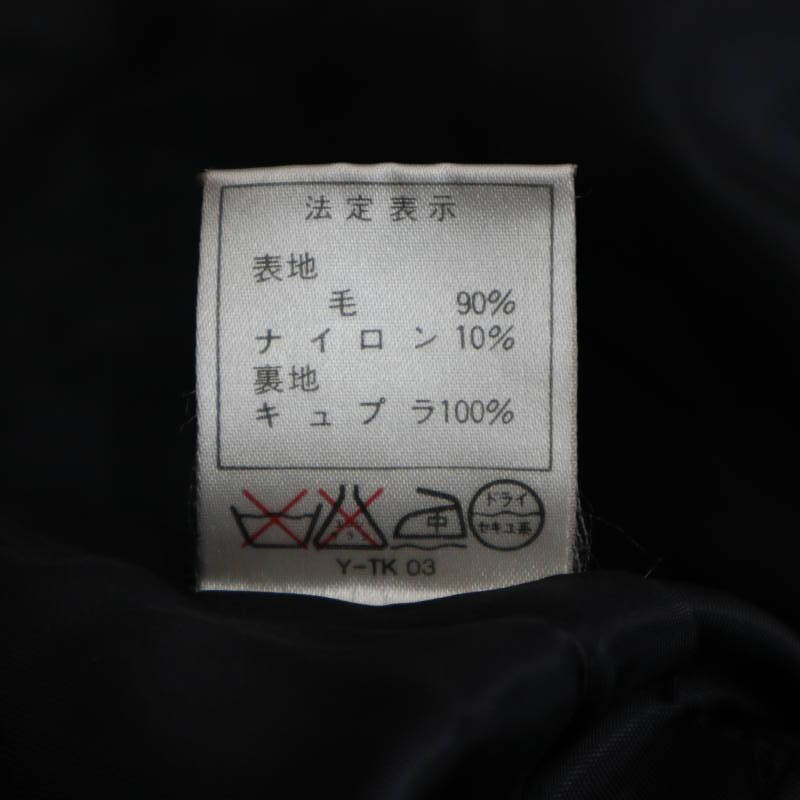 法定表示
表地
毛 90%
ナイロン 10%
裏地
キュプラ100%
中
ドライ
セキユ系
Y-TK 03